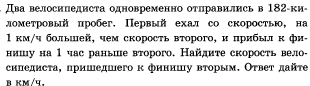 Два велосипедиста одновременно отправились в 182-ки-
лометровый пробег. Первый ехал со скоростью, на
1 км/ч большей, чем скорость второго, и прибыл к фи-
нишу на 1 час раньше второго. Найдите скорость вело-
сипедиста, пришедшего к финишу вторым. Ответ дайте
в км/ч.